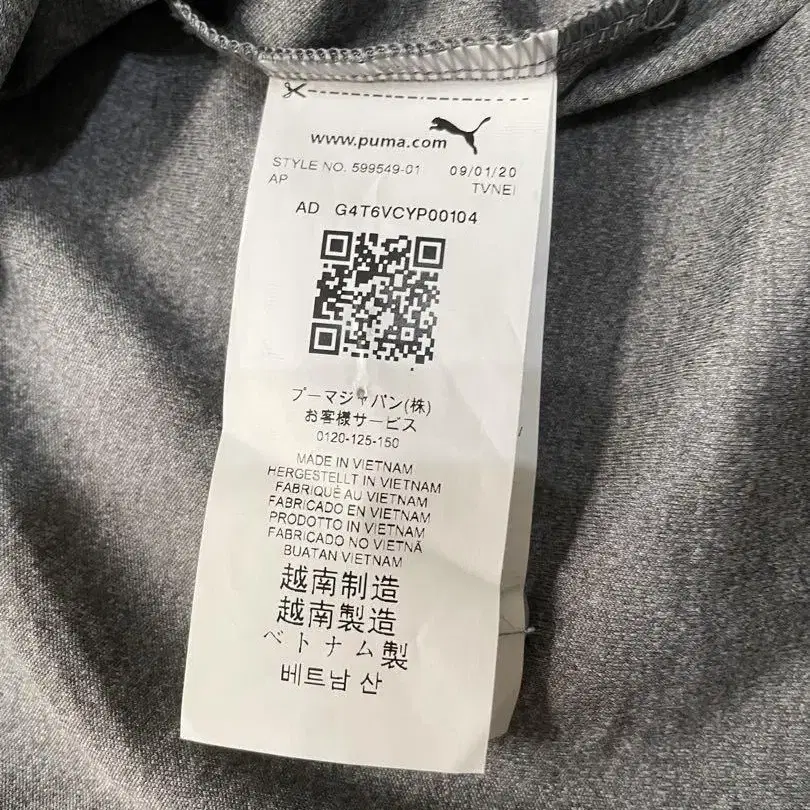 www.puma.com
STYLE NO. 599549-01 09/01/20
AP TVNEI
AD G4T6VCYP00104
プーマジャパン(株)
お客様サービス
0120-125-150
MADE IN VIETNAM
HERGESTELLT IN VIETNAM
FABRIQUÉ AU VIETNAM
FABRICADO EN VIETNAM
PRODOTTO IN VIETNAM
FABRICADO NO VIETNÃ
BUATAN VIETNAM
越南制造
越南製造
ベトナム製
베트남 산